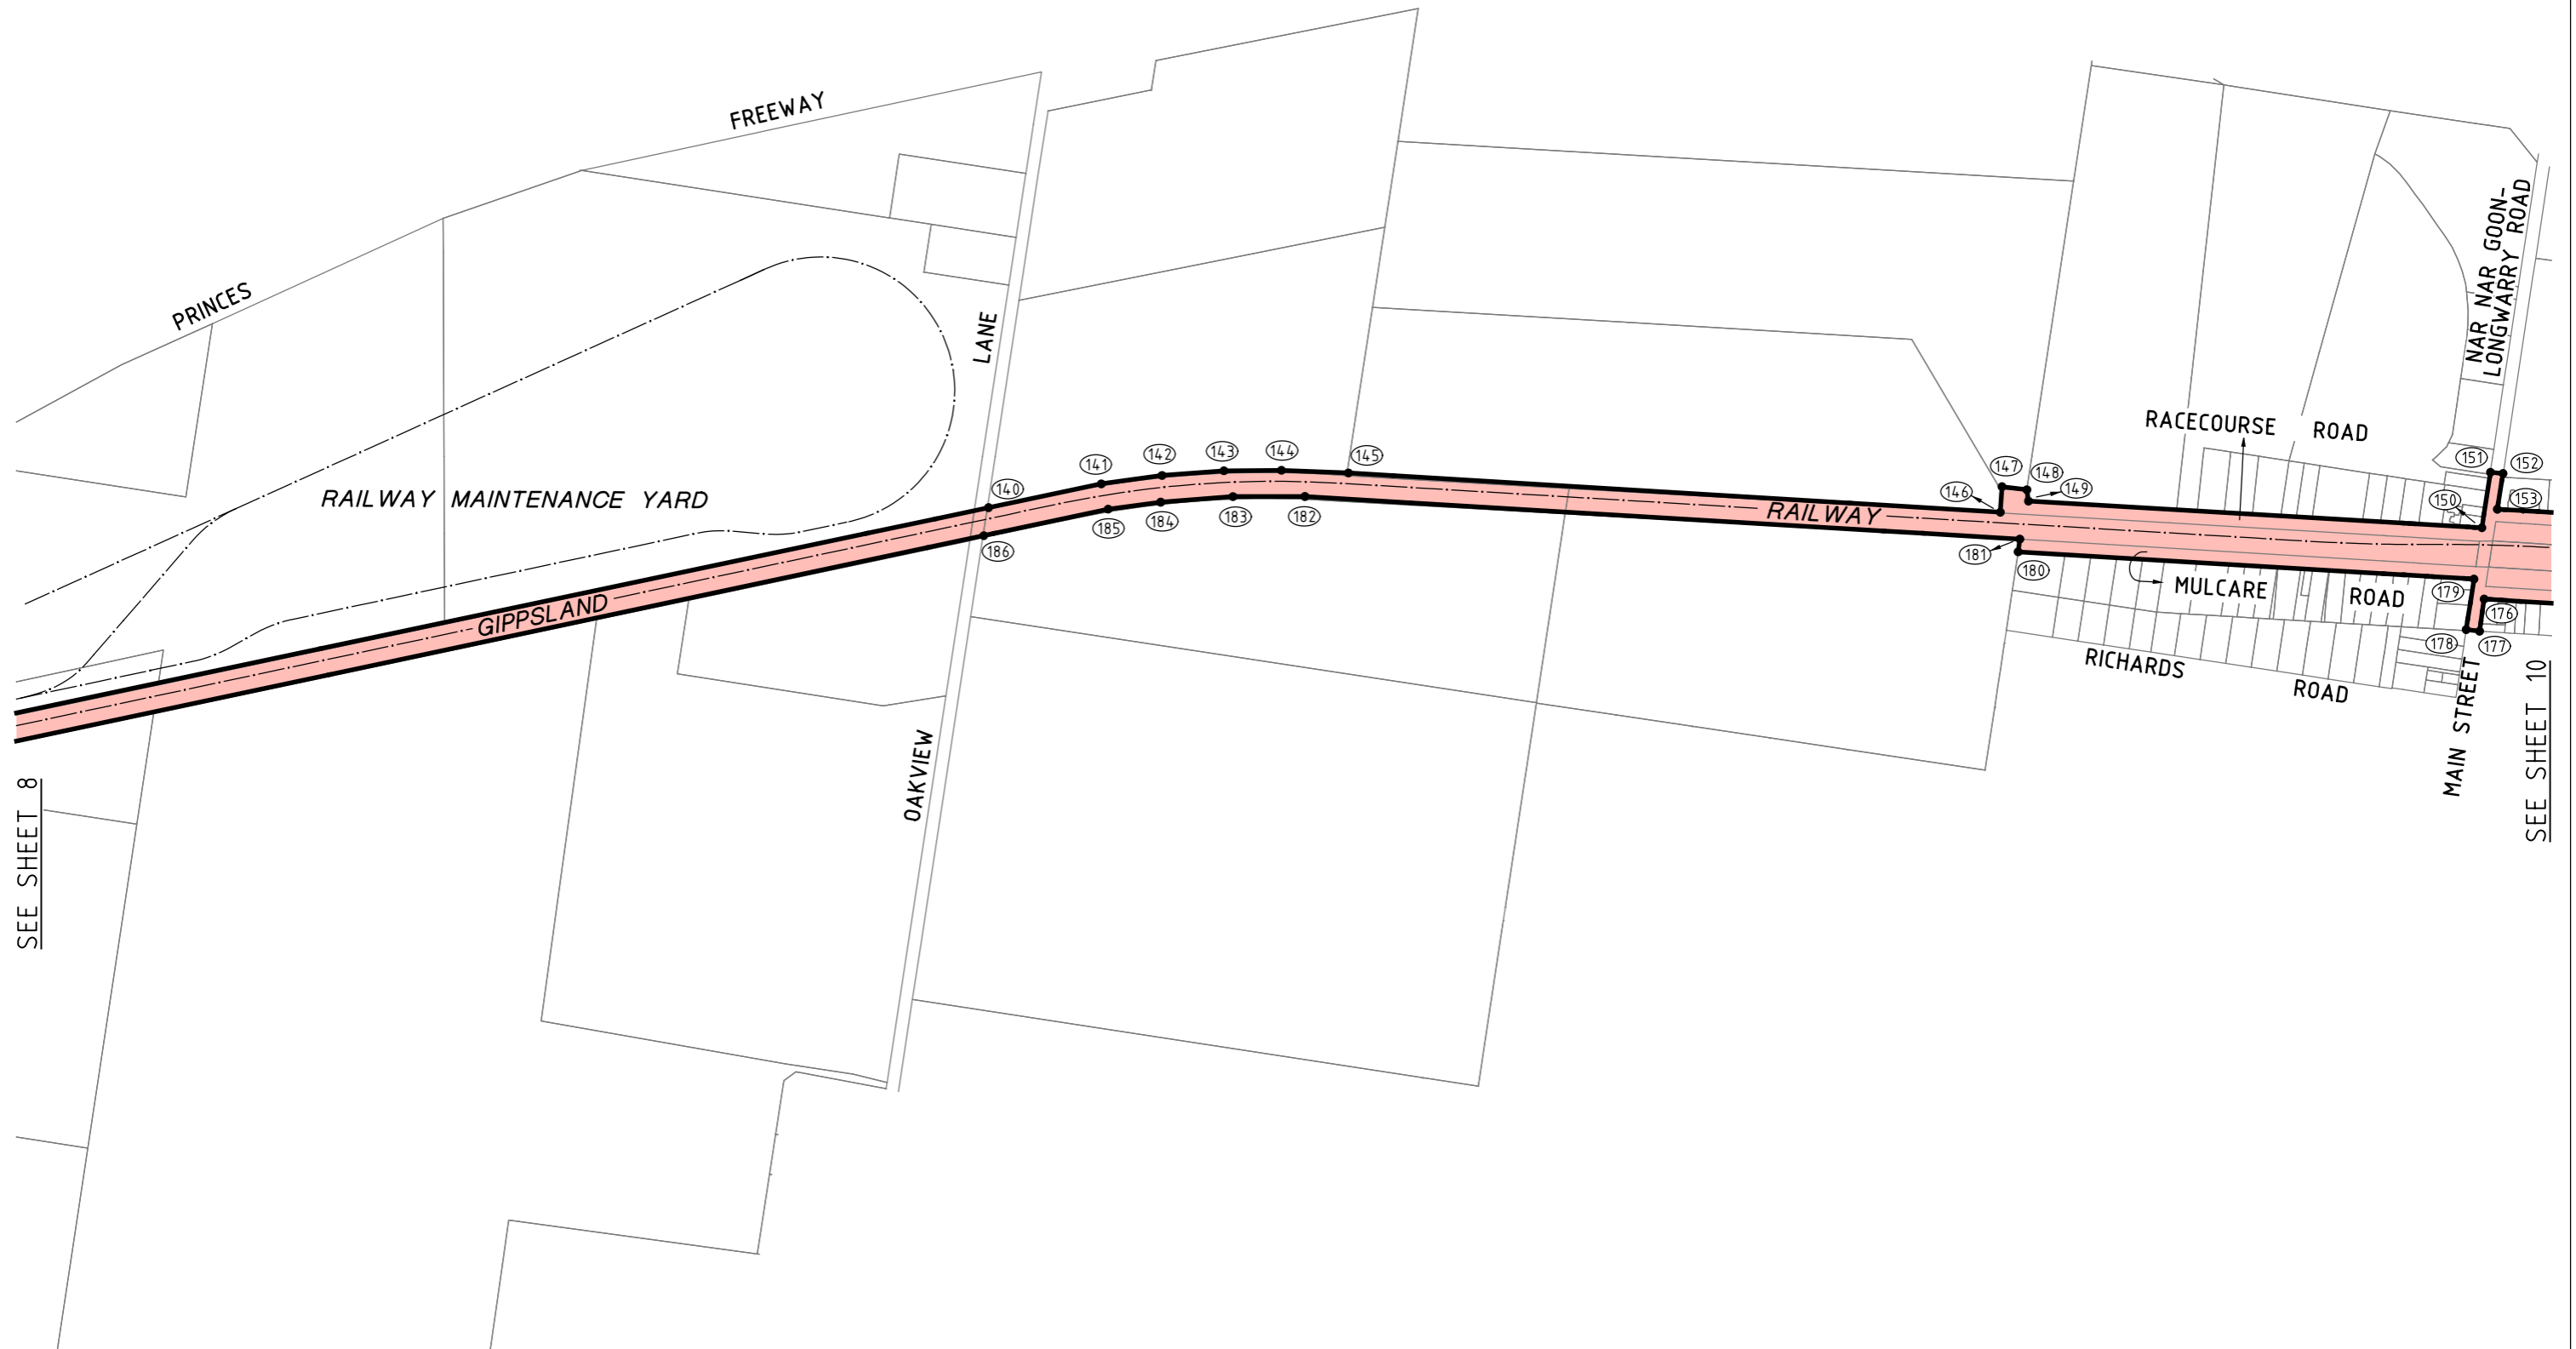 FREEWAY
PRINCES
NAR NAR GOON-
LONGWARRY ROAD
LANE
RACECOURSE ROAD
RAILWAY MAINTENANCE YARD
140
141
142
143
144
145
146
147
148
149
150
151
152
153
RAILWAY
GIPPSLAND
186
185
184
183
182
181
180
179
178
177
176
MULCARE ROAD
RICHARDS ROAD
MAIN STREET
OAKVIEW
SEE SHEET 8
SEE SHEET 10